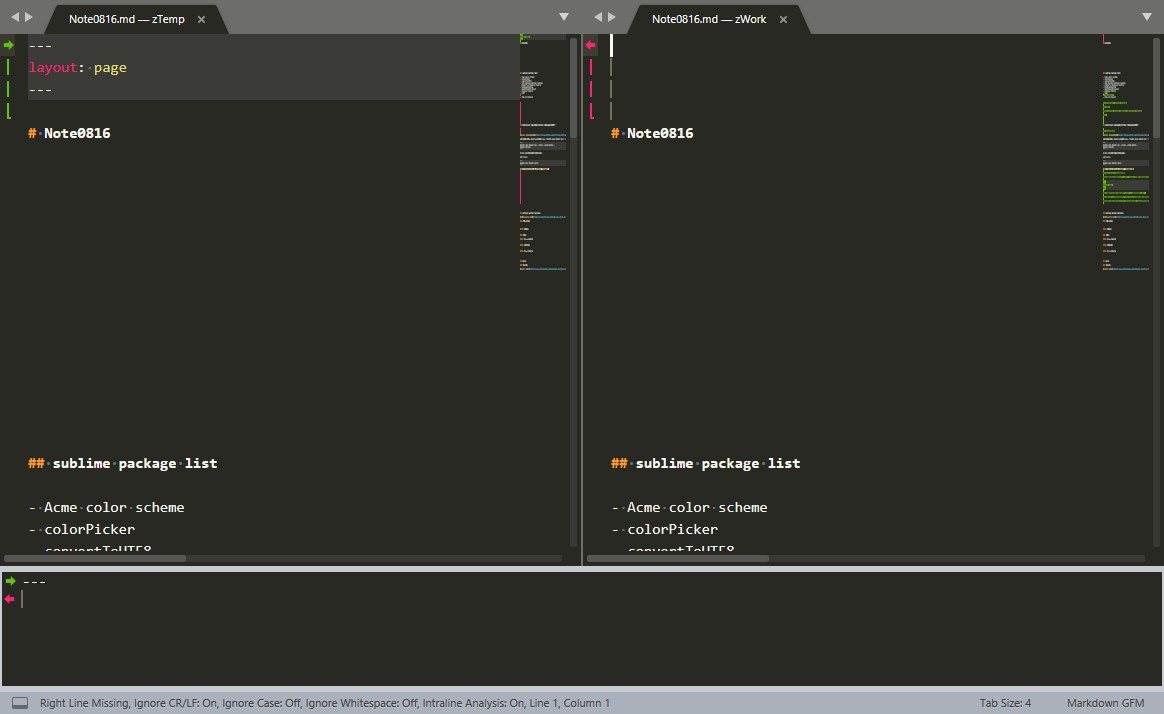 Note0816.md — zTemp ×
Note0816.md — zWork ×
---
layout: page
---
# Note0816
## sublime package list
- Acme color scheme
- colorPicker
- convertToUTF8
# Note0816
## sublime package list
- Acme color scheme
- colorPicker
- convertToUTF8
---
Right Line Missing, Ignore CR/LF: On, Ignore Case: Off, Ignore Whitespace: Off, Intraline Analysis: On, Line 1, Column 1
Tab Size: 4
Markdown GFM